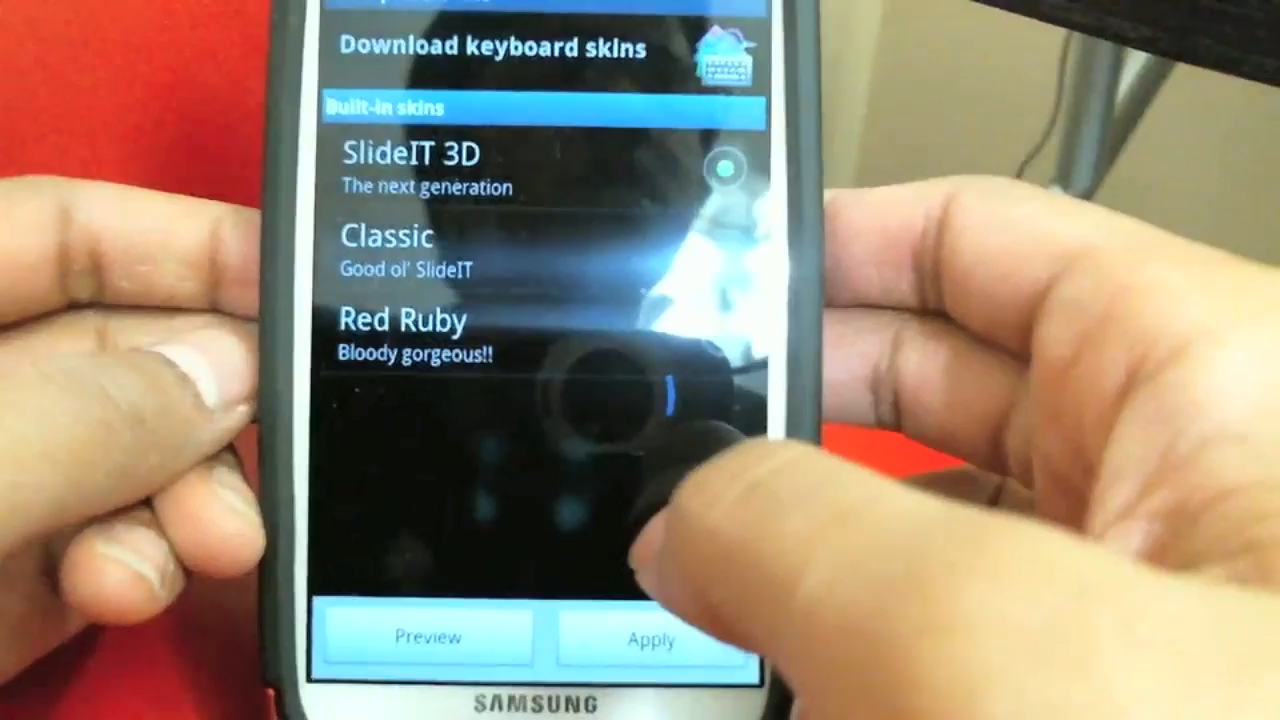 Download keyboard skins
Built-in skins
SlideIT 3D
The next generation
Classic
Good ol' SlideIT
Red Ruby
Bloody gorgeous!!
Preview
Apply
SAMSUNG